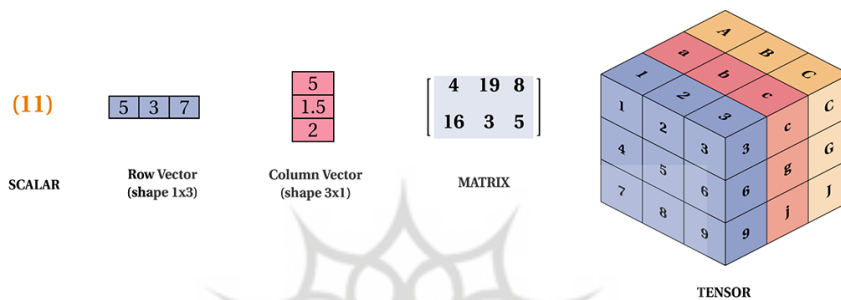 (11)
SCALAR
5 3 7
Row Vector
(shape 1x3)
5
1.5
2
Column Vector
(shape 3x1)
4 19 8
16 3 5
MATRIX
A
B
C
a
b
c
1
2
3
1 2 3
4 5 6
7 8 9
3 c C
6 g G
9 j J
TENSOR